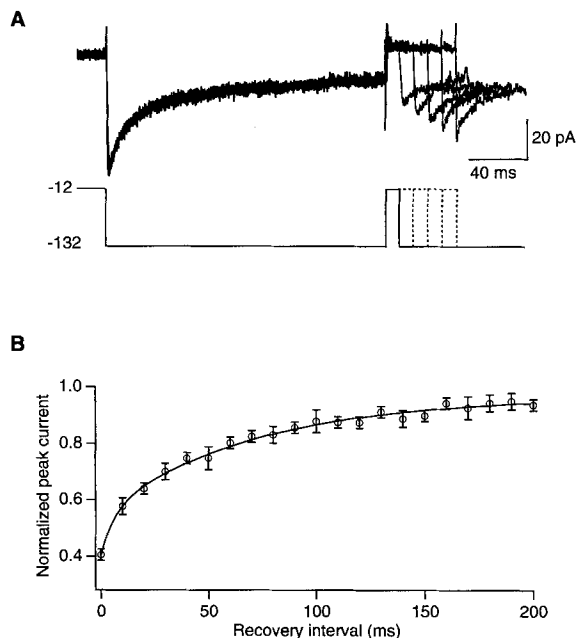 A
20 pA
40 ms
-12
-132
B
Normalized peak current
1.0
0.8
0.6
0.4
0
50
100
150
200
Recovery interval (ms)